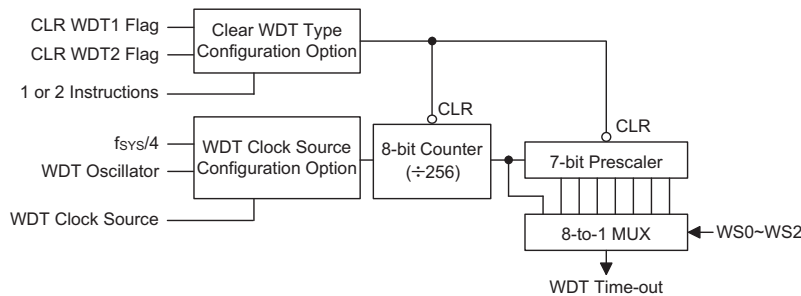 CLR WDT1 Flag
CLR WDT2 Flag
1 or 2 Instructions
Clear WDT Type
Configuration Option
CLR
CLR
fSYS/4
WDT Oscillator
WDT Clock Source
WDT Clock Source
Configuration Option
8-bit Counter
(÷256)
7-bit Prescaler
8-to-1 MUX
WS0~WS2
WDT Time-out